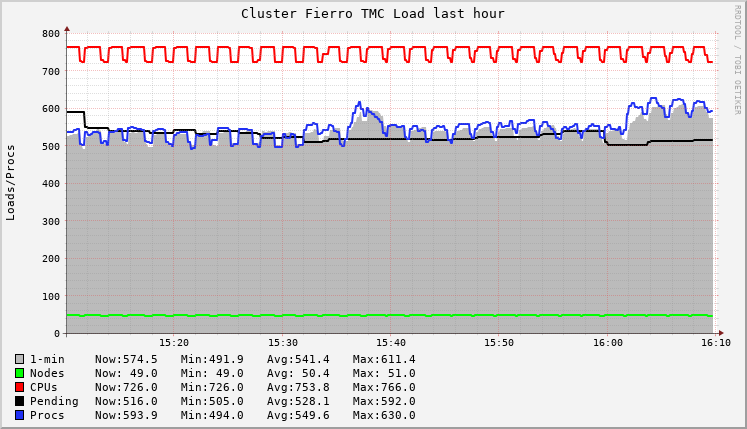 Cluster Fierro TMC Load last hour
RRDTOOL / TOBI OETIKER
Loads/Procs
800
700
600
500
400
300
200
100
0
15:20 15:30 15:40 15:50 16:00 16:10
1-min Now:574.5 Min:491.9 Avg:541.4 Max:611.4
Nodes Now: 49.0 Min: 49.0 Avg: 50.4 Max: 51.0
CPUs Now:726.0 Min:726.0 Avg:753.8 Max:766.0
Pending Now:516.0 Min:505.0 Avg:528.1 Max:592.0
Procs Now:593.9 Min:494.0 Avg:549.6 Max:630.0